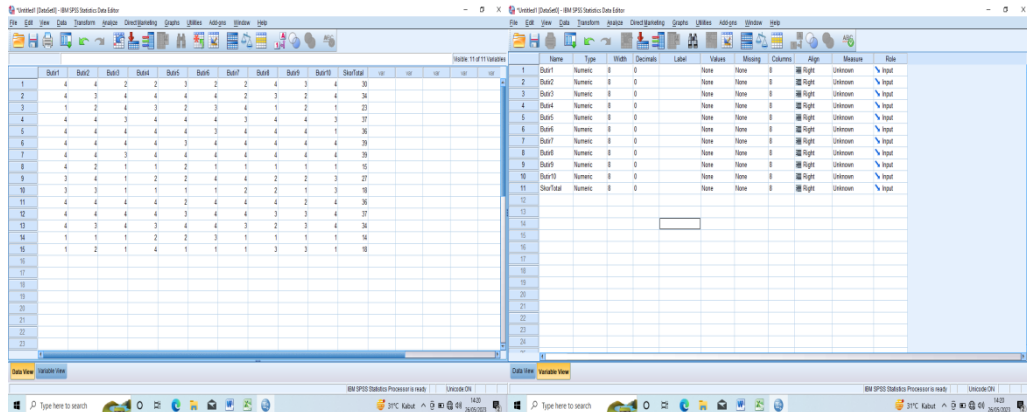 *Untitled1 [DataSet0] - IBM SPSS Statistics Data Editor
File Edit View Data Transform Analyze Direct Marketing Graphs Utilities Add-ons Window Help
Visible: 11 of 11 Variables
Butir1 Butir2 Butir3 Butir4 Butir5 Butir6 Butir7 Butir8 Butir9 Butir10 SkorTotal var var var var
1 4 4 2 2 3 2 2 4 3 4 30
2 4 4 4 4 4 4 2 3 3 2 34
3 1 2 4 3 2 3 4 1 2 1 23
4 4 4 3 4 4 4 3 4 4 3 37
5 4 4 4 4 4 3 4 4 4 1 36
6 4 4 4 4 3 4 4 4 4 4 39
7 4 4 3 4 4 4 4 4 4 4 39
8 4 2 1 1 2 1 1 1 1 1 15
9 3 4 1 2 2 4 4 2 2 3 27
10 3 3 1 1 1 1 2 2 1 3 18
11 4 4 4 4 2 4 4 4 2 4 36
12 4 4 4 4 3 4 4 3 3 4 37
13 4 3 4 3 4 4 3 2 3 4 34
14 1 1 1 2 2 3 1 1 1 1 14
15 1 2 1 4 1 1 1 3 3 1 18
16
17
18
19
20
21
22
23
Data View Variable View
IBM SPSS Statistics Processor is ready Unicode:ON
Type here to search
31°C Kabut
14:20
26/05/2023
*Untitled1 [DataSet0] - IBM SPSS Statistics Data Editor
File Edit View Data Transform Analyze Direct Marketing Graphs Utilities Add-ons Window Help
Name Type Width Decimals Label Values Missing Columns Align Measure Role
1 Butir1 Numeric 8 0 None None 8 Right Unknown Input
2 Butir2 Numeric 8 0 None None 8 Right Unknown Input
3 Butir3 Numeric 8 0 None None 8 Right Unknown Input
4 Butir4 Numeric 8 0 None None 8 Right Unknown Input
5 Butir5 Numeric 8 0 None None 8 Right Unknown Input
6 Butir6 Numeric 8 0 None None 8 Right Unknown Input
7 Butir7 Numeric 8 0 None None 8 Right Unknown Input
8 Butir8 Numeric 8 0 None None 8 Right Unknown Input
9 Butir9 Numeric 8 0 None None 8 Right Unknown Input
10 Butir10 Numeric 8 0 None None 8 Right Unknown Input
11 SkorTotal Numeric 8 0 None None 8 Right Unknown Input
12
13
14
15
16
17
18
19
20
21
22
23
24
Data View Variable View
IBM SPSS Statistics Processor is ready Unicode:ON
Type here to search
31°C Kabut
14:20
26/05/2023